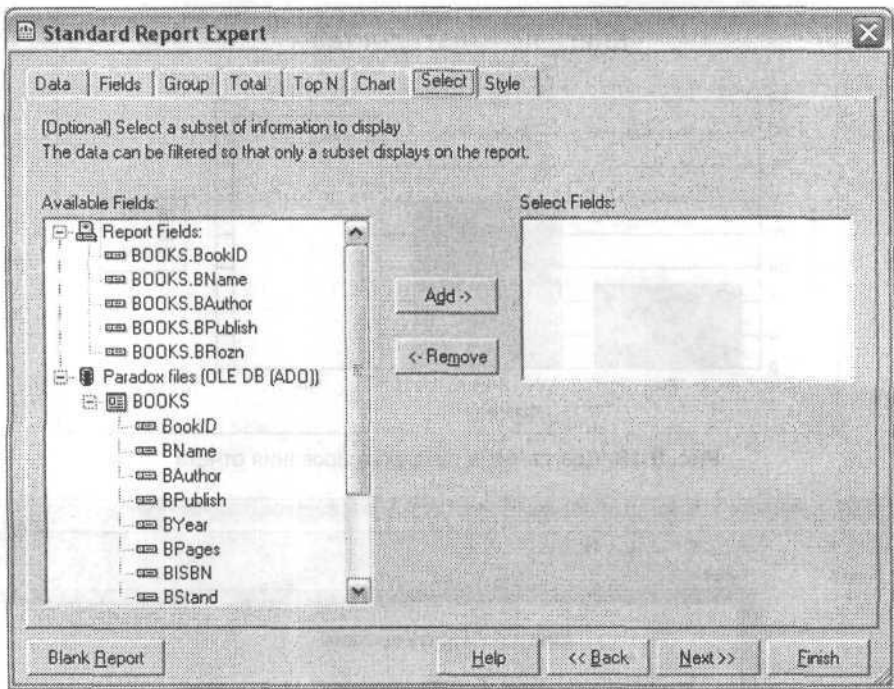 Standard Report Expert
Data Fields Group Total Top N Chart Select Style
(Optional) Select a subset of information to display
The data can be filtered so that only a subset displays on the report.
Available Fields:
Report Fields:
BOOKS.BookID
BOOKS.BName
BOOKS.BAuthor
BOOKS.BPublish
BOOKS.BRozn
Paradox files (OLE DB (ADO))
BOOKS
BookID
BName
BAuthor
BPublish
BYear
BPages
BISBN
BStand
Add ->
<- Remove
Select Fields:
Blank Report Help << Back Next >> Finish